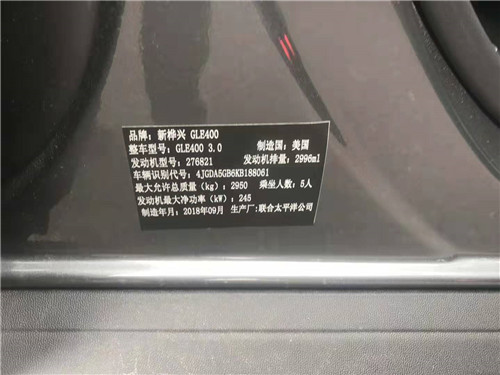 品牌：新桦兴 GLE400
整车型号：GLE400 3.0 制造国：美国
发动机型号：276821 发动机排量：2996ml
车辆识别代号：4JGDA5GB6KB188061
最大允许总质量（kg）：2950 乘坐人数：5人
发动机最大净功率（kW）：245
制造年月：2018年09月 生产厂：联合太平洋公司